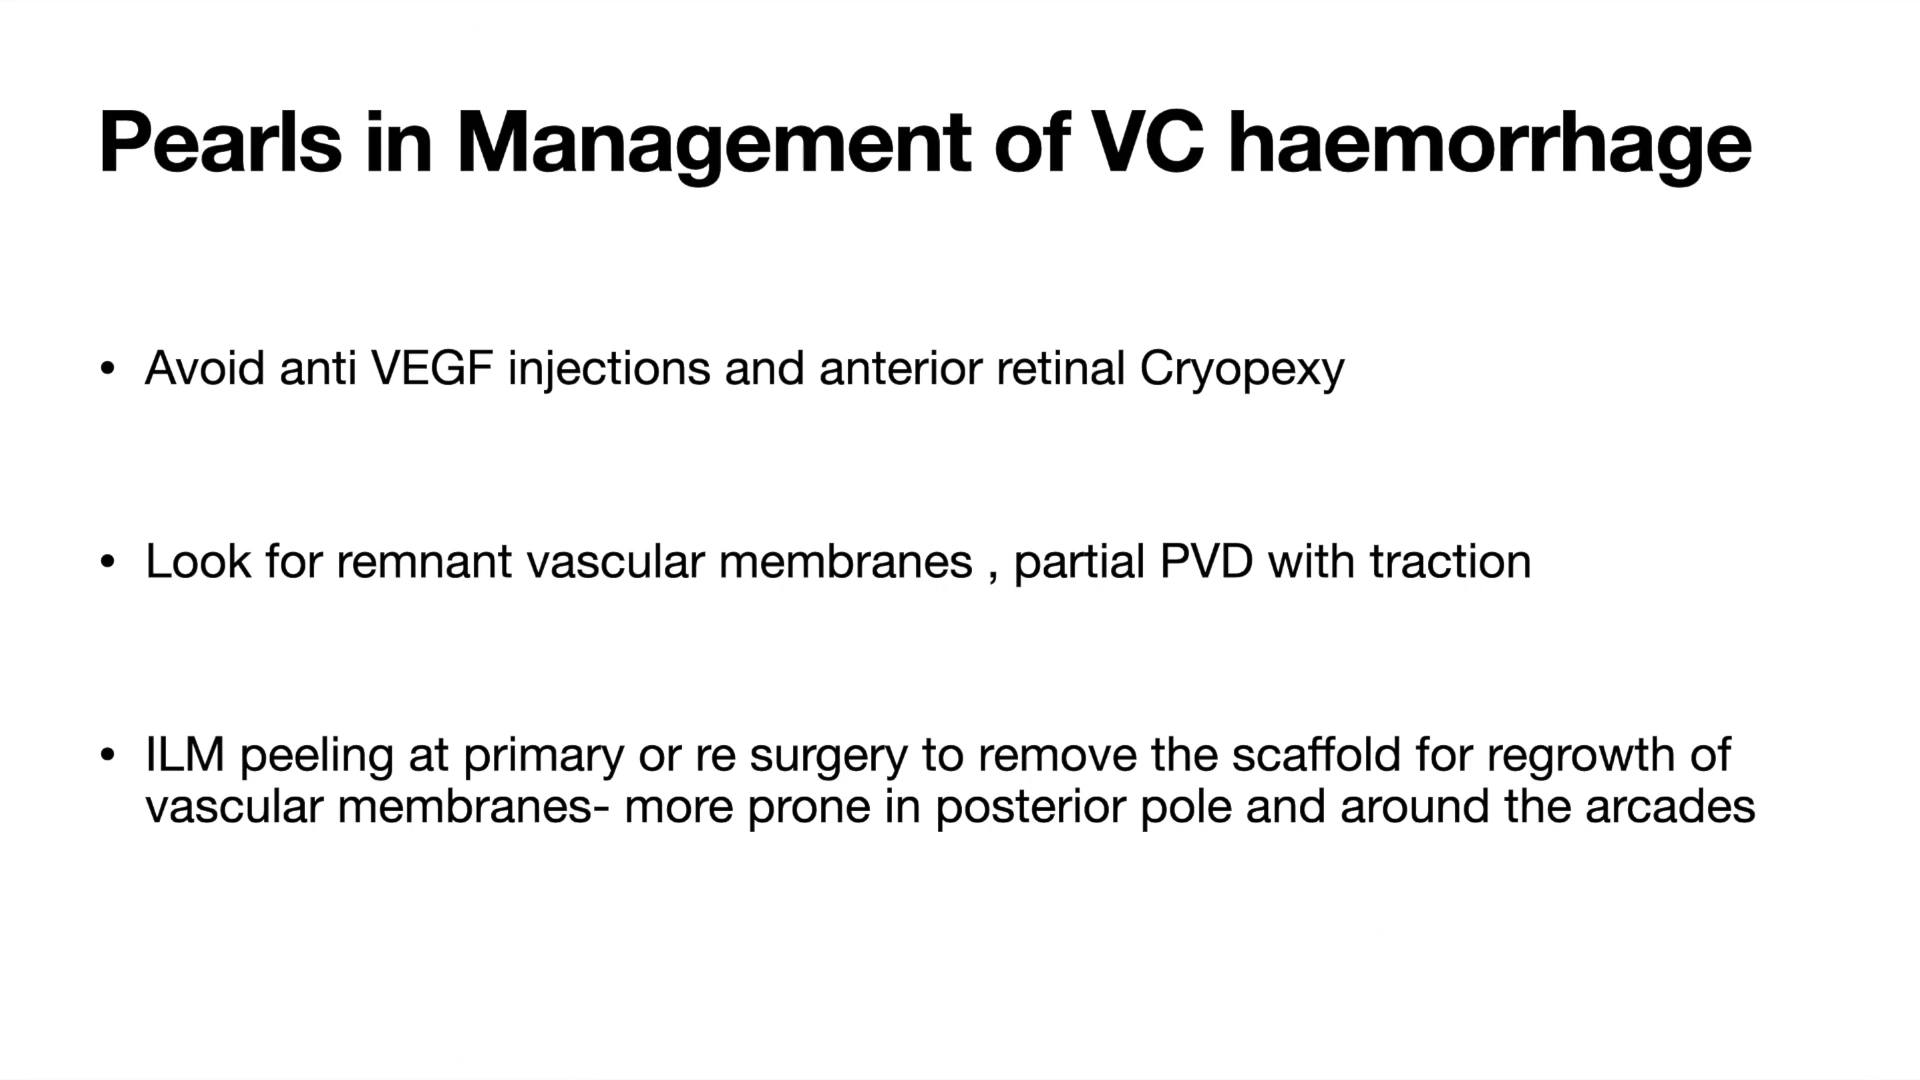 Pearls in Management of VC haemorrhage
• Avoid anti VEGF injections and anterior retinal Cryopexy
• Look for remnant vascular membranes , partial PVD with traction
• ILM peeling at primary or re surgery to remove the scaffold for regrowth of
vascular membranes- more prone in posterior pole and around the arcades